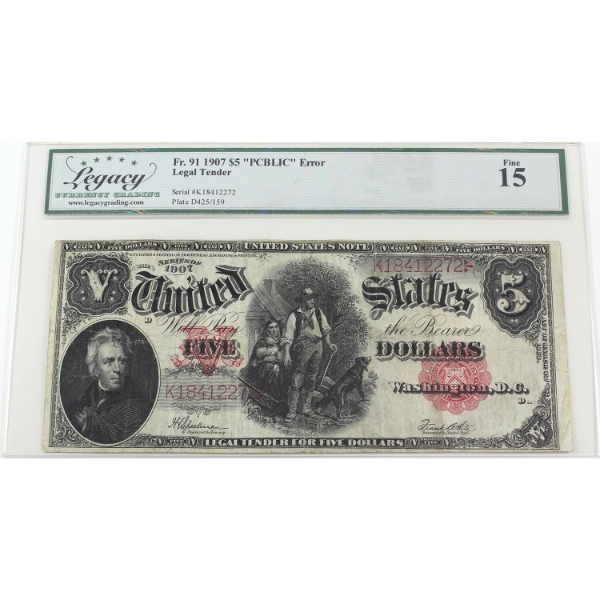 Legacy
CURRENCY GRADING
www.legacygrading.com
Fr. 91 1907 $5 "PCBLIC" Error
Legal Tender
Serial #K18412272
Plate D425/159
Fine
15
UNITED STATES NOTE
SERIES OF
1907
K18412272
V
United States
5
D
Will Pay the Bearer
FIVE DOLLARS
K18412272
Washington, D.C.
D
LEGAL TENDER FOR FIVE DOLLARS
V